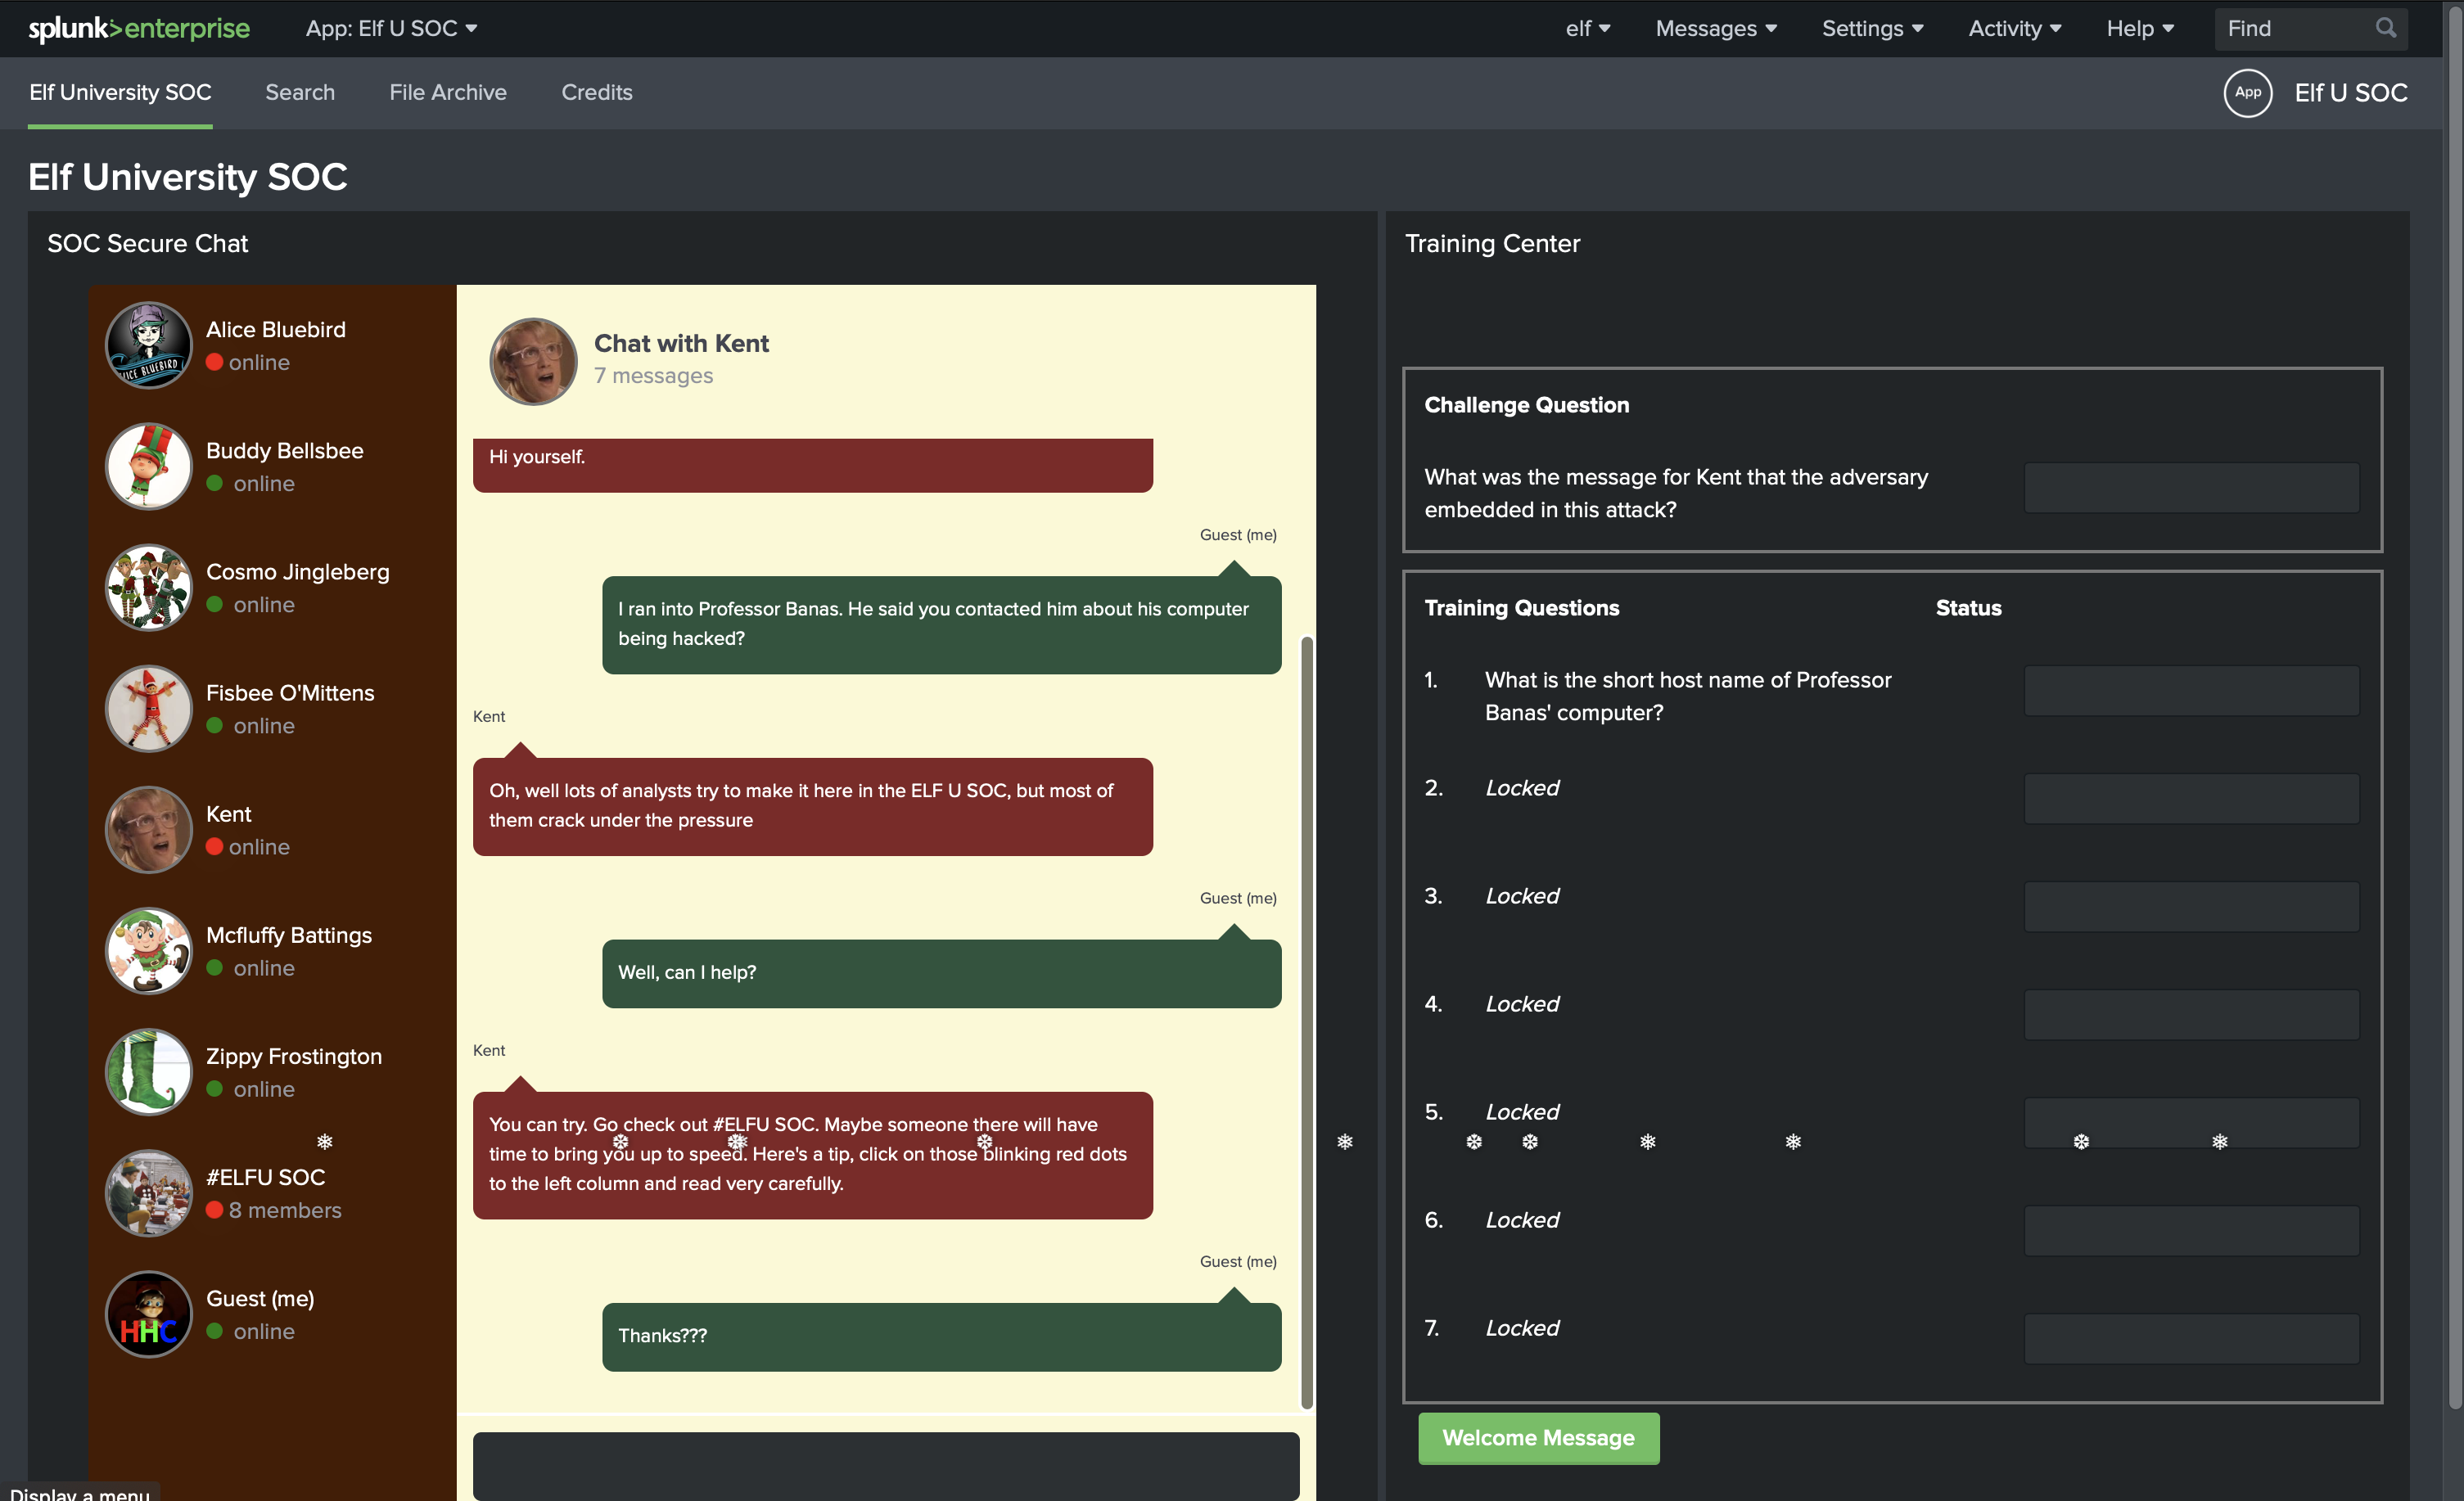 splunk>enterprise App: Elf U SOC elf Messages Settings Activity Help Find
Elf University SOC Search File Archive Credits App Elf U SOC
Elf University SOC
SOC Secure Chat
Alice Bluebird
online
Buddy Bellsbee
online
Cosmo Jingleberg
online
Fisbee O'Mittens
online
Kent
online
Mcfluffy Battings
online
Zippy Frostington
online
#ELFU SOC
8 members
HHC
Guest (me)
online
Chat with Kent
7 messages
Hi yourself.
Guest (me)
I ran into Professor Banas. He said you contacted him about his computer
being hacked?
Kent
Oh, well lots of analysts try to make it here in the ELF U SOC, but most of
them crack under the pressure
Guest (me)
Well, can I help?
Kent
You can try. Go check out #ELFU SOC. Maybe someone there will have
time to bring you up to speed. Here's a tip, click on those blinking red dots
to the left column and read very carefully.
Guest (me)
Thanks???
Training Center
Challenge Question
What was the message for Kent that the adversary
embedded in this attack?
Training Questions Status
1. What is the short host name of Professor
Banas' computer?
2. Locked
3. Locked
4. Locked
5. Locked
6. Locked
7. Locked
Welcome Message
Display a menu